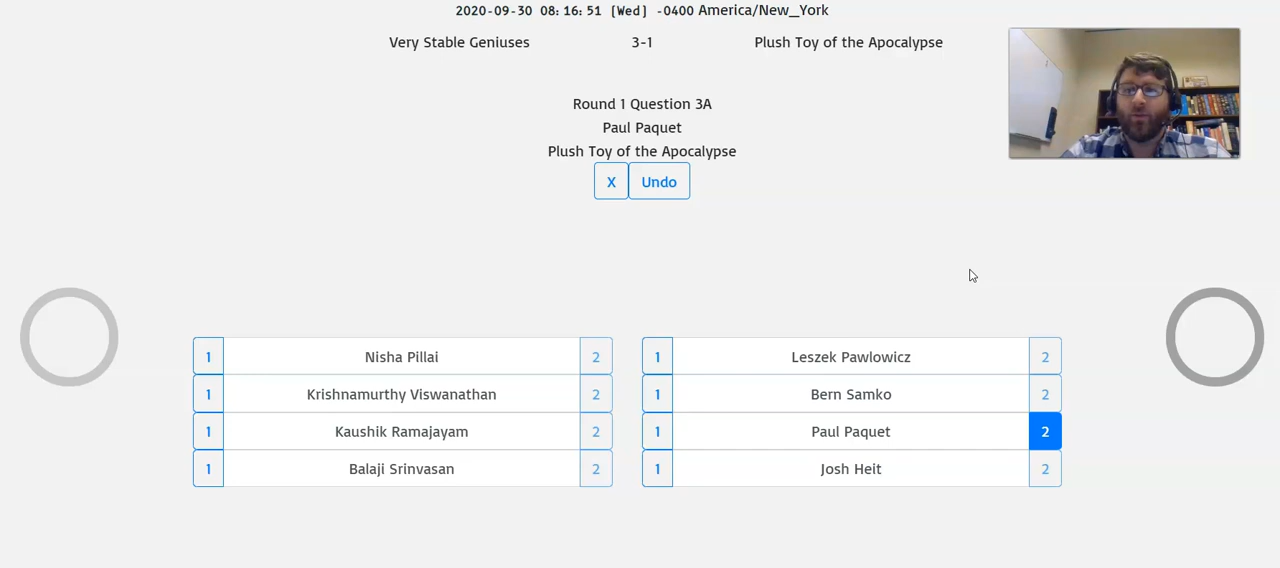 2020-09-30 08:16:51 [Wed] -0400 America/New_York
Very Stable Geniuses 3-1 Plush Toy of the Apocalypse
Round 1 Question 3A
Paul Paquet
Plush Toy of the Apocalypse
X Undo
1 Nisha Pillai 2 1 Leszek Pawlowicz 2
1 Krishnamurthy Viswanathan 2 1 Bern Samko 2
1 Kaushik Ramajayam 2 1 Paul Paquet 2
1 Balaji Srinvasan 2 1 Josh Heit 2